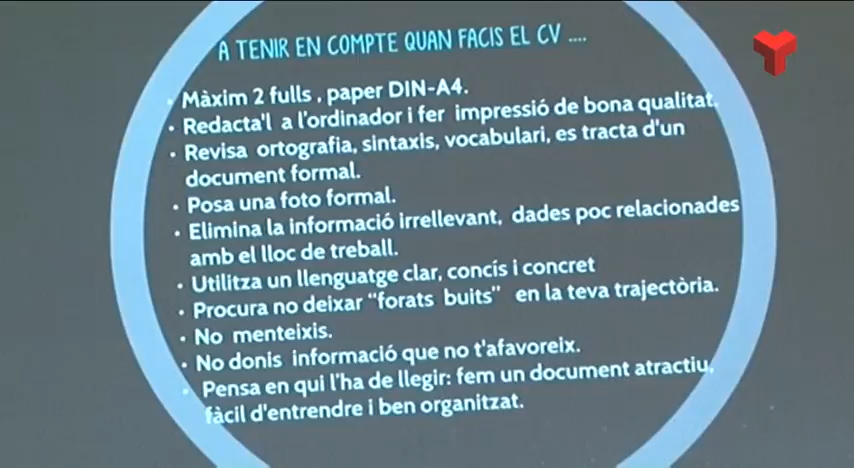 A TENIR EN COMPTE QUAN FACIS EL CV ....
• Màxim 2 fulls , paper DIN-A4.
• Redacta'l a l'ordinador i fer impressió de bona qualitat.
• Revisa ortografia, sintaxis, vocabulari, es tracta d'un
document formal.
• Posa una foto formal.
• Elimina la informació irrellevant, dades poc relacionades
amb el lloc de treball.
• Utilitza un llenguatge clar, concís i concret
• Procura no deixar “forats buits” en la teva trajectòria.
• No menteixis.
• No donis informació que no t'afavoreix.
• Pensa en qui l'ha de llegir: fem un document atractiu,
fàcil d'entrendre i ben organitzat.